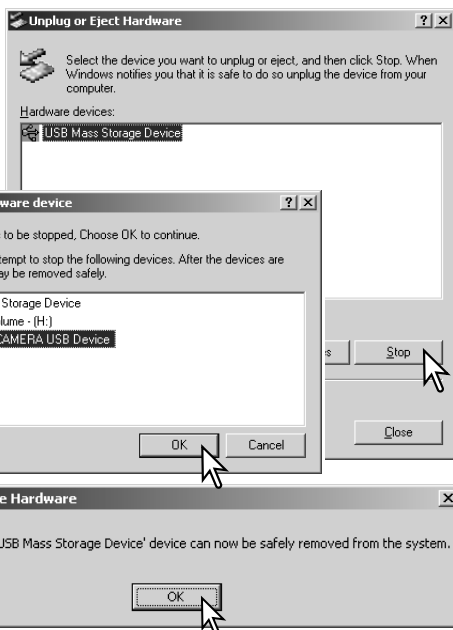 Unplug or Eject Hardware
Select the device you want to unplug or eject, and then click Stop. When
Windows notifies you that it is safe to do so unplug the device from your
computer.
Hardware devices:
USB Mass Storage Device
Stop
Close
ware device
to be stopped, Choose OK to continue.
tempt to stop the following devices. After the devices are
ay be removed safely.
Storage Device
lume - (H:)
CAMERA USB Device
OK
Cancel
e Hardware
USB Mass Storage Device' device can now be safely removed from the system.
OK